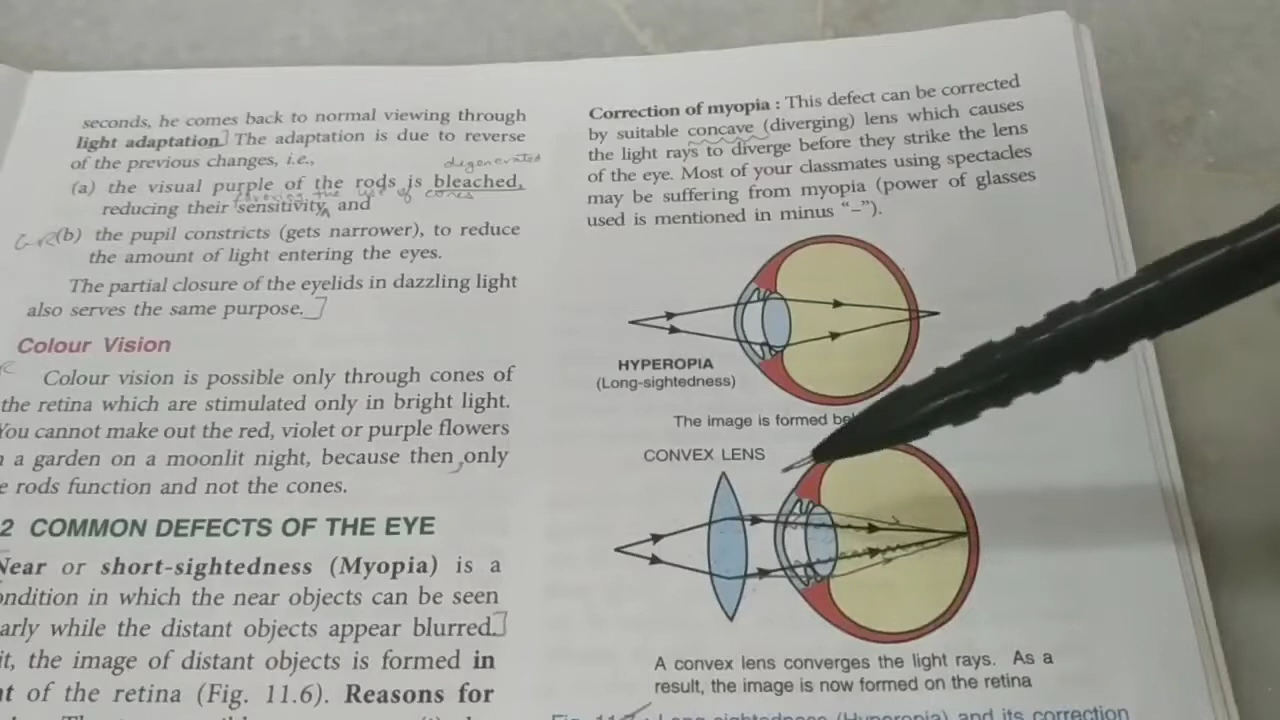 seconds, he comes back to normal viewing through
light adaptation.] The adaptation is due to reverse
of the previous changes, i.e.,
degenerated
(a) the visual purple of the rods is bleached,
reducing their sensitivity, and
of cones
(b) the pupil constricts (gets narrower), to reduce
the amount of light entering the eyes.
The partial closure of the eyelids in dazzling light
also serves the same purpose.]
Colour Vision
Colour vision is possible only through cones of
the retina which are stimulated only in bright light.
You cannot make out the red, violet or purple flowers
a garden on a moonlit night, because then only
rods function and not the cones.
2 COMMON DEFECTS OF THE EYE
Near or short-sightedness (Myopia) is a
ondition in which the near objects can be seen
arly while the distant objects appear blurred.]
it, the image of distant objects is formed in
nt of the retina (Fig. 11.6). Reasons for
Correction of myopia : This defect can be corrected
by suitable concave (diverging) lens which causes
the light rays to diverge before they strike the lens
of the eye. Most of your classmates using spectacles
may be suffering from myopia (power of glasses
used is mentioned in minus “–”).
HYPEROPIA
(Long-sightedness)
The image is formed be
CONVEX LENS
A convex lens converges the light rays. As a
result, the image is now formed on the retina
Long-sightedness (Hyperopia) and its correction